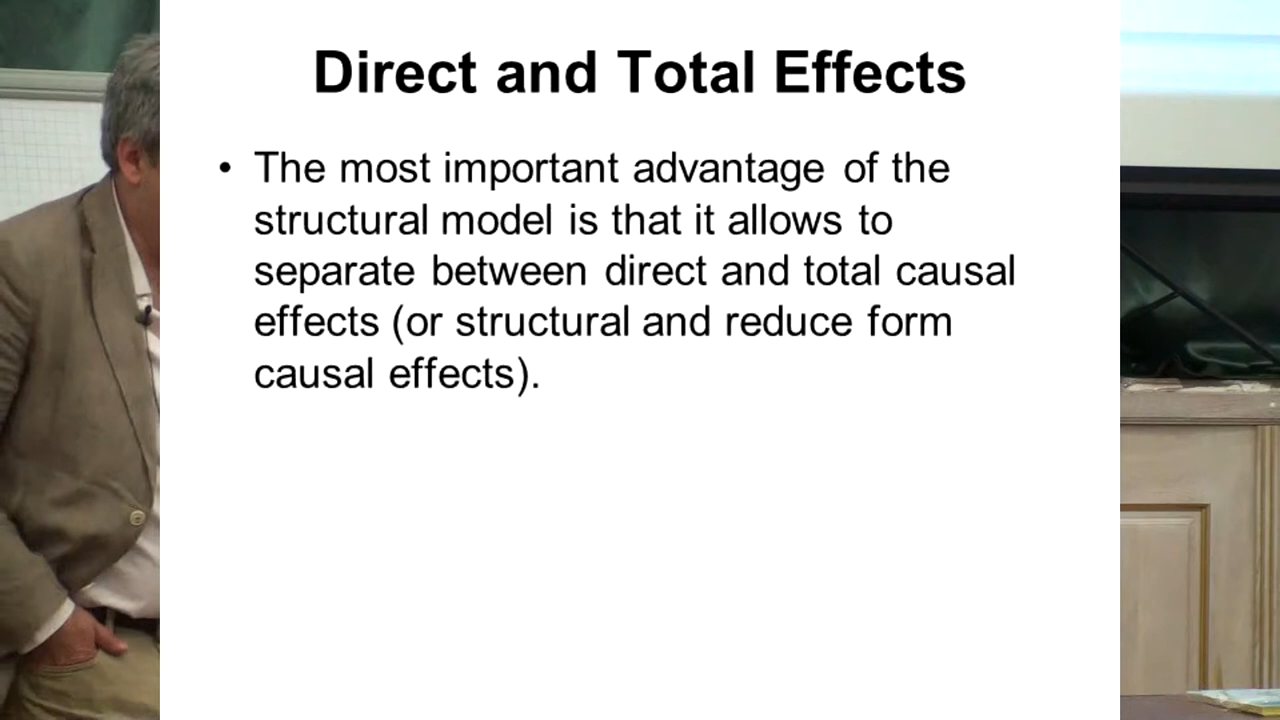 Direct and Total Effects
• The most important advantage of the
structural model is that it allows to
separate between direct and total causal
effects (or structural and reduce form
causal effects).